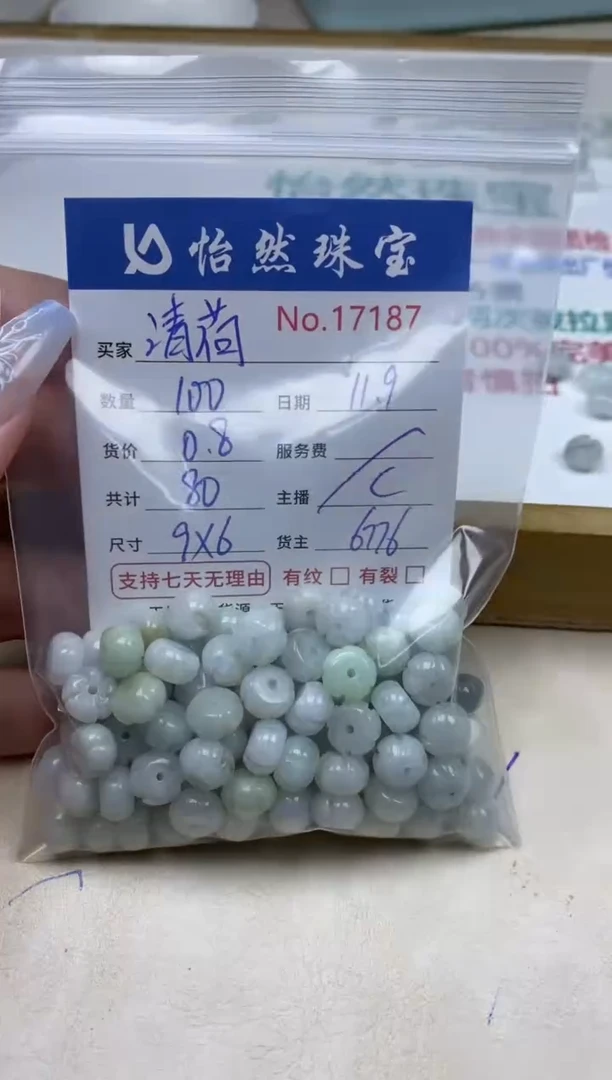 怡然珠宝
No.17187
买家 清荷
数量 100 日期 11.9
货价 0.8 服务费
共计 80 主播 C
尺寸 9X6 货主 6776
支持七天无理由 有纹 □ 有裂 □